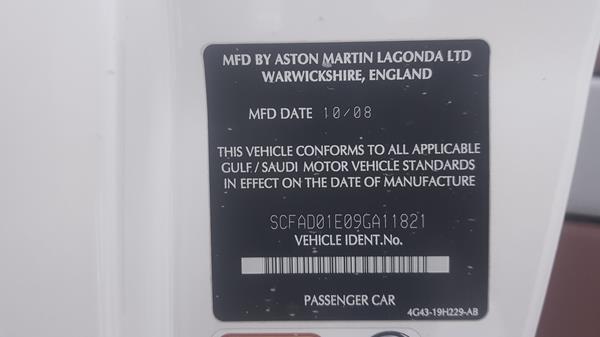 MFD BY ASTON MARTIN LAGONDA LTD
WARWICKSHIRE, ENGLAND
MFD DATE 10/08
THIS VEHICLE CONFORMS TO ALL APPLICABLE
GULF/SAUDI MOTOR VEHICLE STANDARDS
IN EFFECT ON THE DATE OF MANUFACTURE
SCFAD01E09GA11821
VEHICLE IDENT.No.
PASSENGER CAR
4G43-19H229-AB